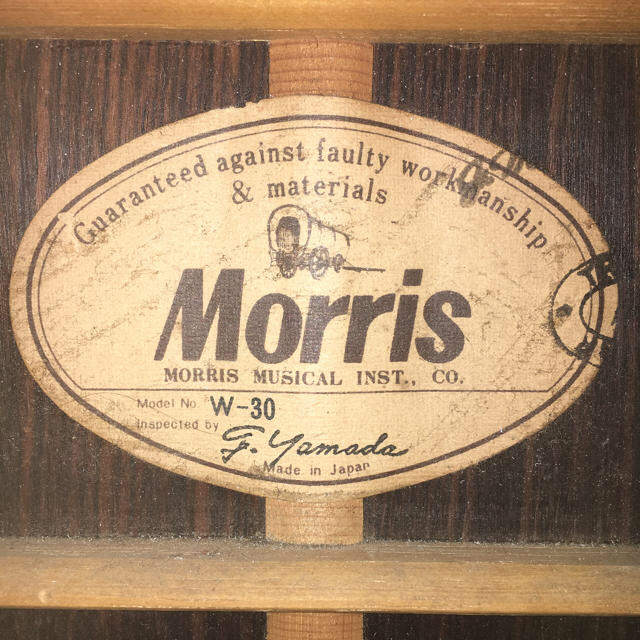 Guaranteed against faulty workmanship
& materials
Morris
MORRIS MUSICAL INST., CO.
Model No W-30
Inspected by F. Yamada
Made in Japan